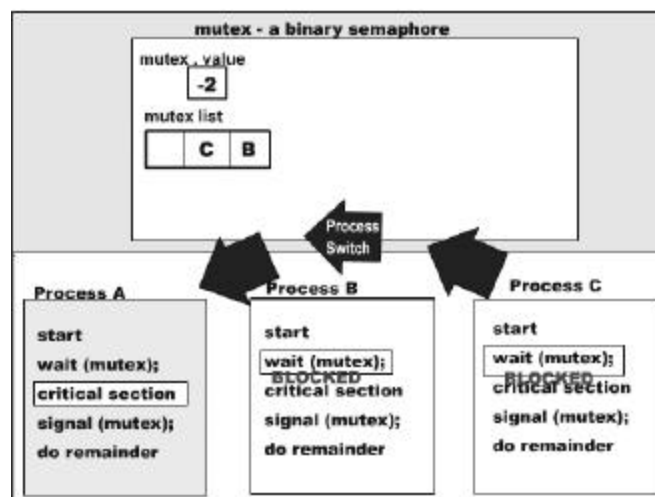 mutex - a binary semaphore
mutex . value
-2
mutex list
C B
Process
Switch
Process A
start
wait (mutex);
critical section
signal (mutex);
do remainder
Process B
start
wait (mutex);
BLOCKED
critical section
signal (mutex);
do remainder
Process C
start
wait (mutex);
BLOCKED
critical section
signal (mutex);
do remainder